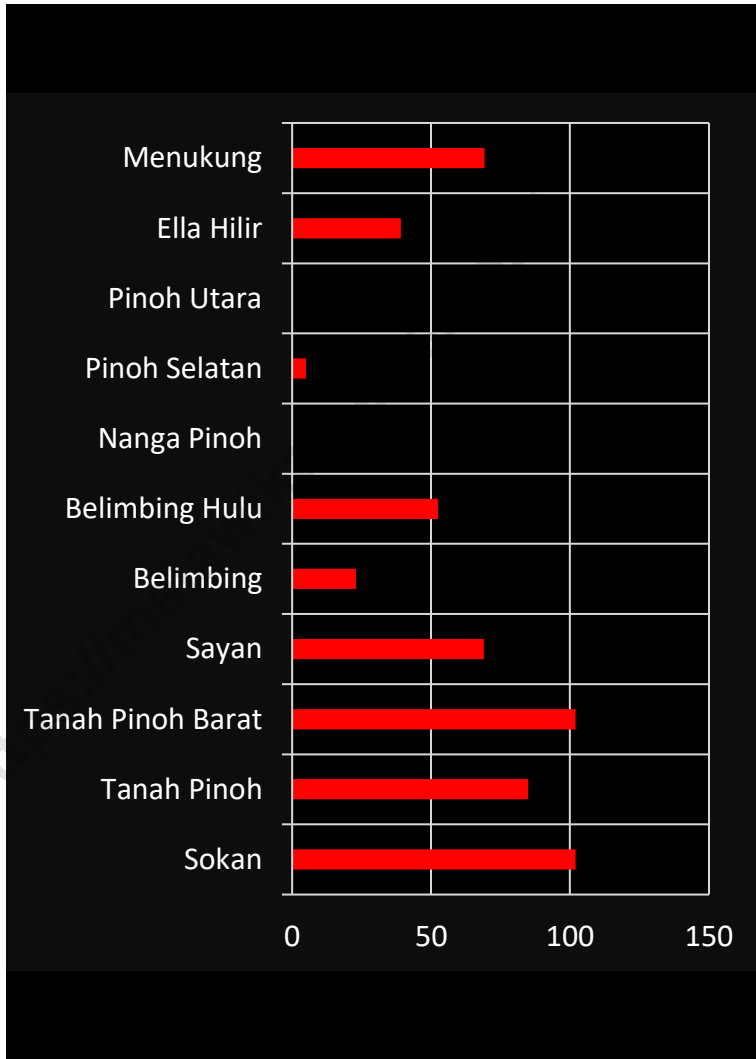 Menukung
Ella Hilir
Pinoh Utara
Pinoh Selatan
Nanga Pinoh
Belimbing Hulu
Belimbing
Sayan
Tanah Pinoh Barat
Tanah Pinoh
Sokan
0 50 100 150